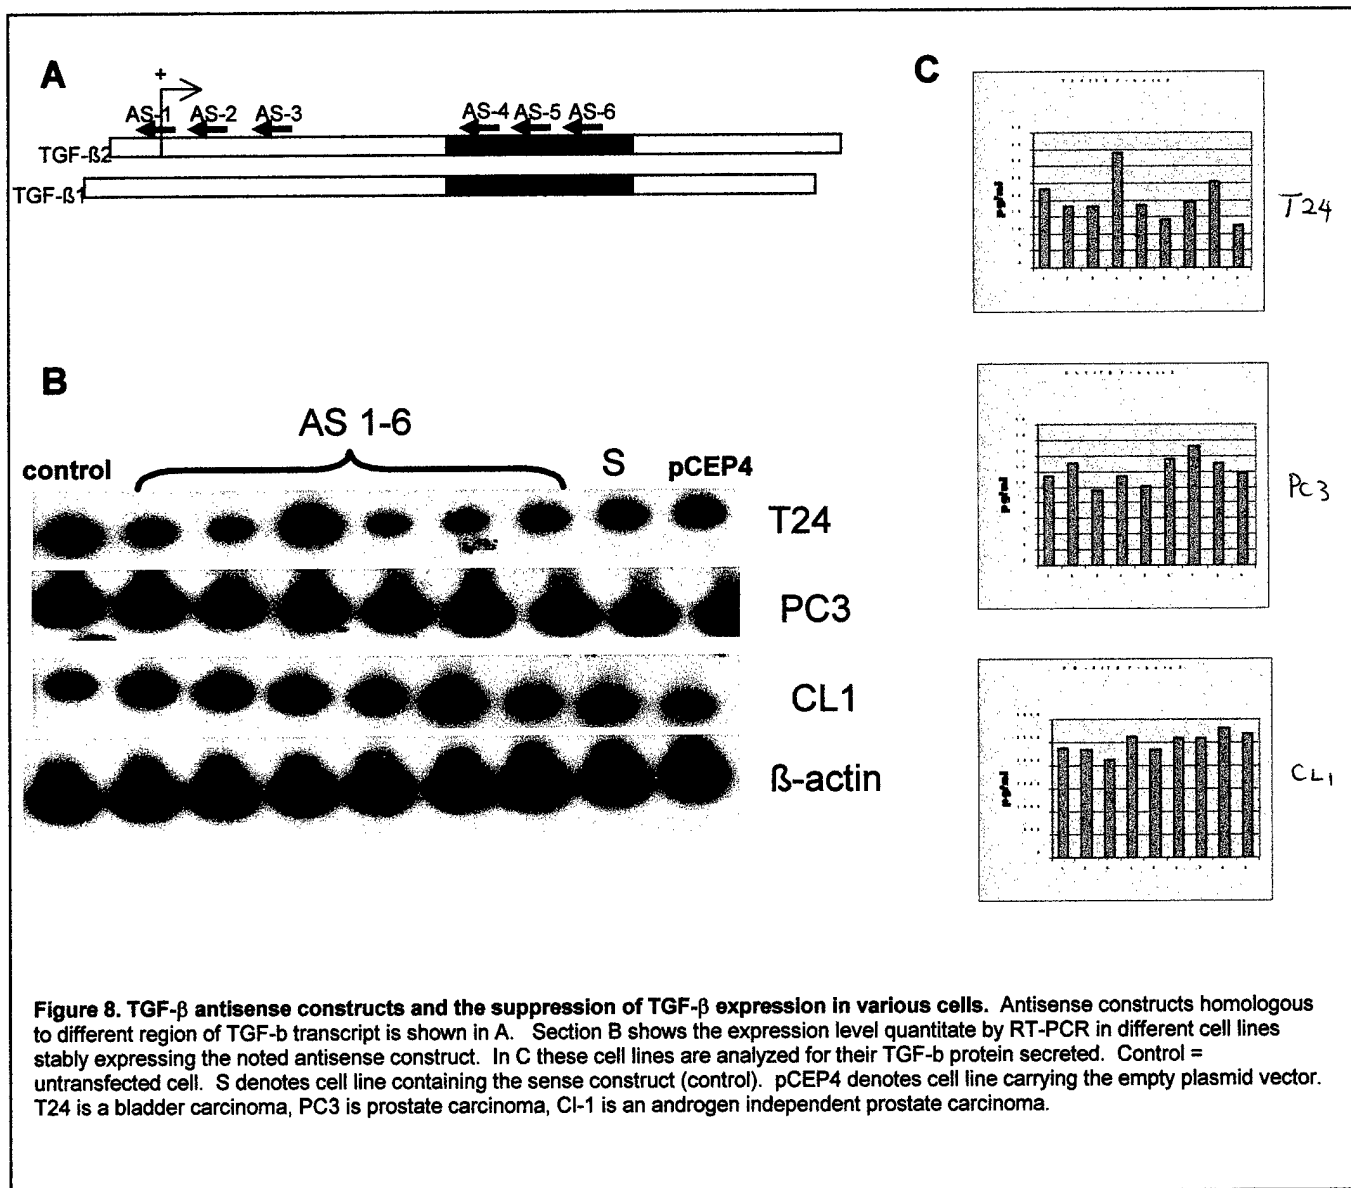 A
+
AS-1 AS-2 AS-3 AS-4 AS-5 AS-6
TGF-ß2
TGF-ß1
B
AS 1-6
control S pCEP4
T24
PC3
CL1
ß-actin
C
pg/ml
T24
pg/ml
PC3
pg/ml
CL1
Figure 8. TGF-β antisense constructs and the suppression of TGF-β expression in various cells. Antisense constructs homologous
to different region of TGF-b transcript is shown in A. Section B shows the expression level quantitate by RT-PCR in different cell lines
stably expressing the noted antisense construct. In C these cell lines are analyzed for their TGF-b protein secreted. Control =
untransfected cell. S denotes cell line containing the sense construct (control). pCEP4 denotes cell line carrying the empty plasmid vector.
T24 is a bladder carcinoma, PC3 is prostate carcinoma, Cl-1 is an androgen independent prostate carcinoma.